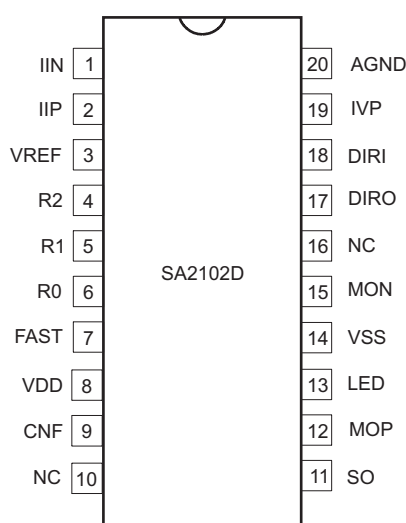 IIN 1 20 AGND
IIP 2 19 IVP
VREF 3 18 DIRI
R2 4 17 DIRO
R1 5 16 NC
SA2102D
R0 6 15 MON
FAST 7 14 VSS
VDD 8 13 LED
CNF 9 12 MOP
NC 10 11 SO